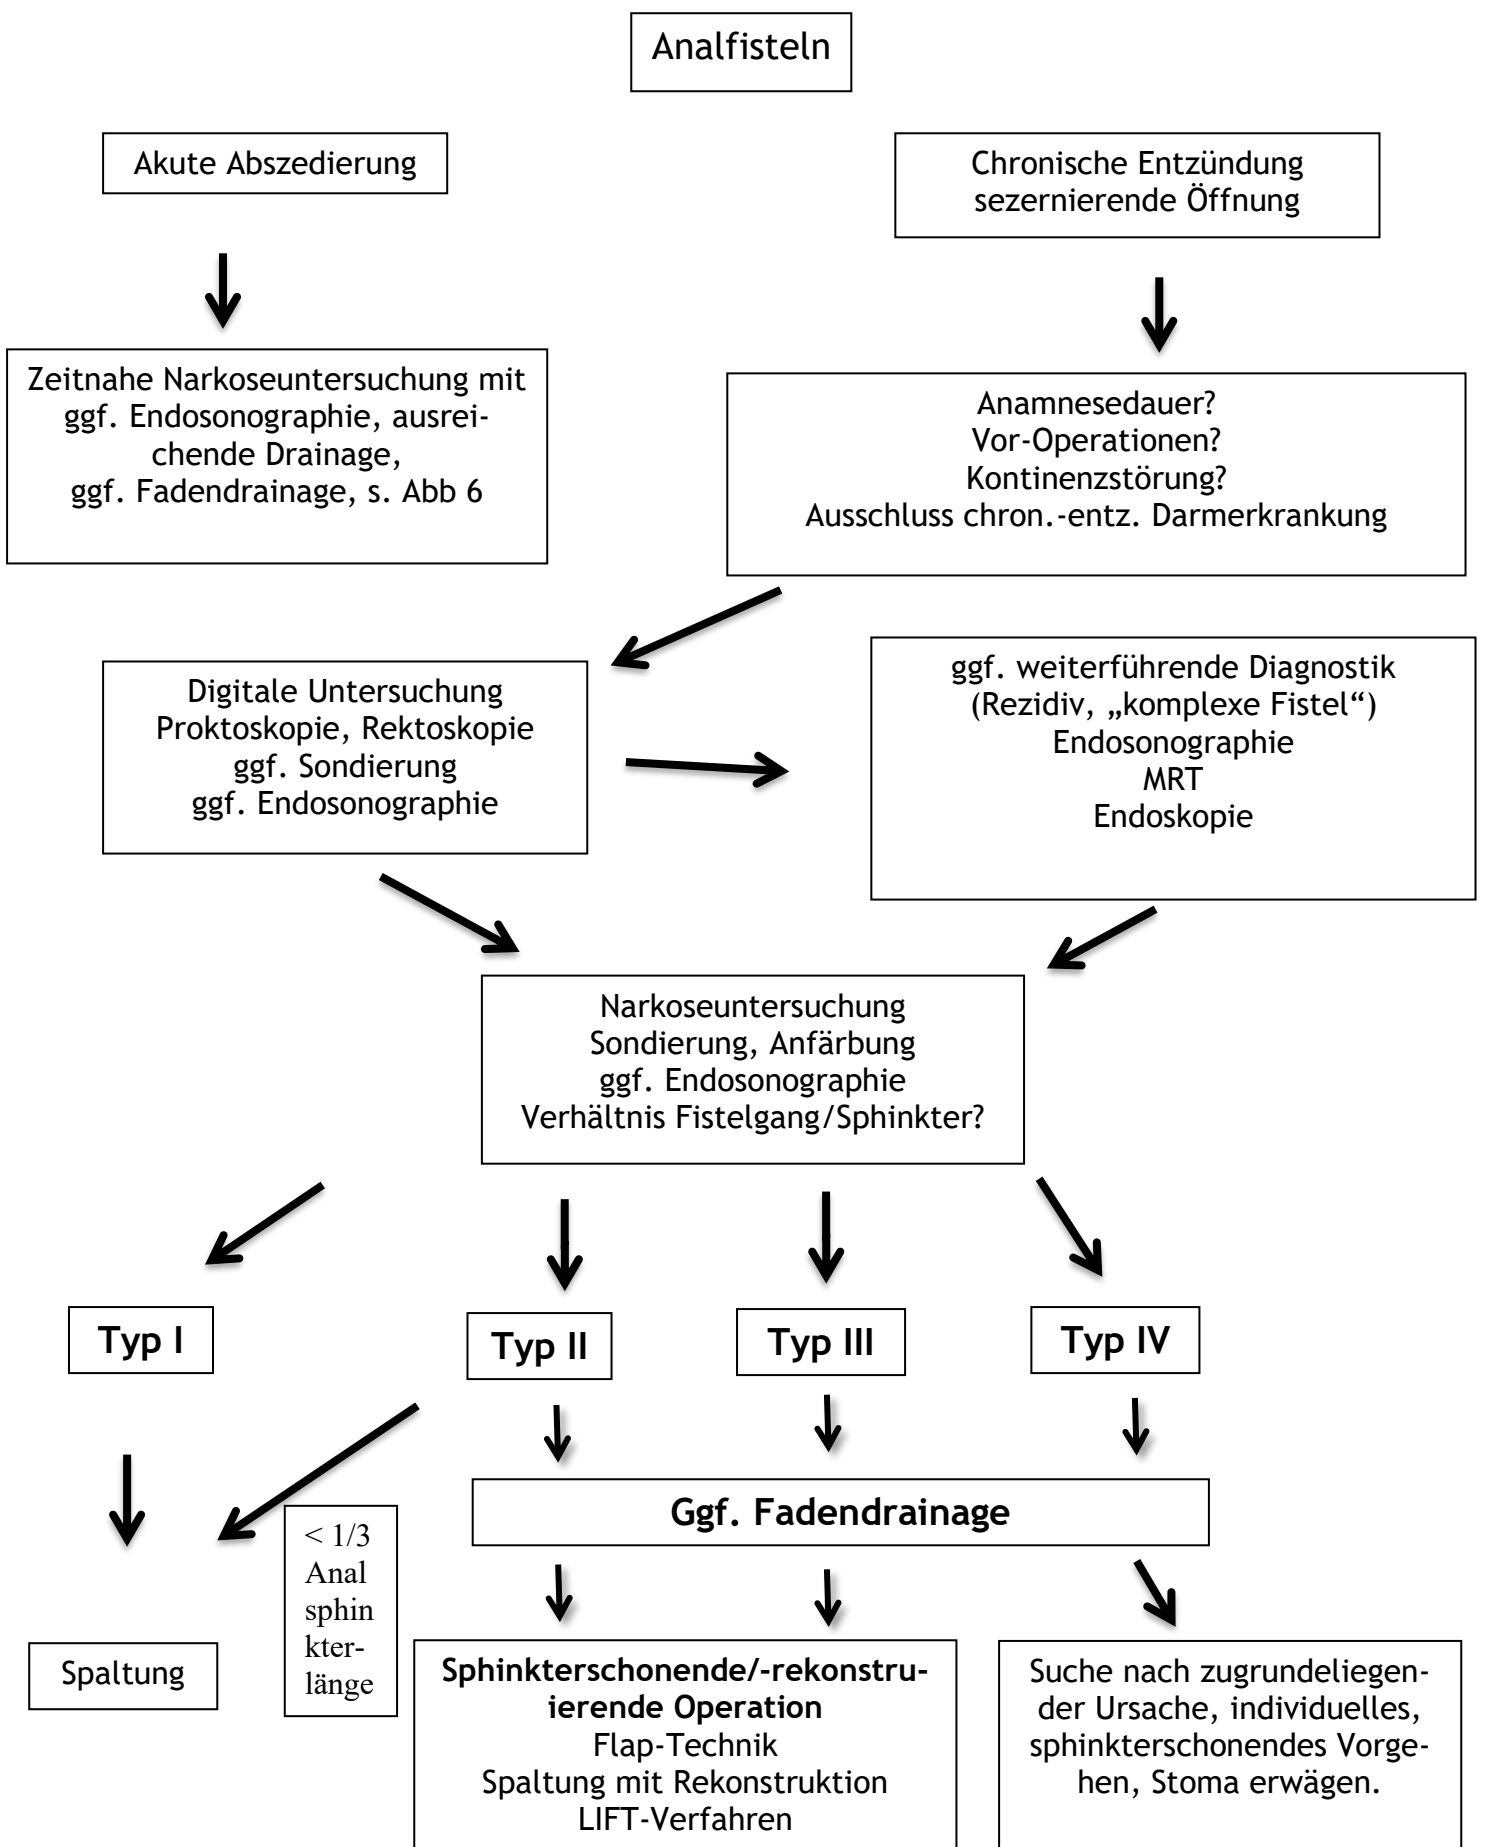 Analfisteln
Akute Abszedierung
Chronische Entzündung
sezernierende Öffnung
Zeitnahe Narkoseuntersuchung mit
ggf. Endosonographie, ausrei-
chende Drainage,
ggf. Fadendrainage, s. Abb 6
Anamnesedauer?
Vor-Operationen?
Kontinenzstörung?
Ausschluss chron.-entz. Darmerkrankung
Digitale Untersuchung
Proktoskopie, Rektoskopie
ggf. Sondierung
ggf. Endosonographie
ggf. weiterführende Diagnostik
(Rezidiv, „komplexe Fistel“)
Endosonographie
MRT
Endoskopie
Narkoseuntersuchung
Sondierung, Anfärbung
ggf. Endosonographie
Verhältnis Fistelgang/Sphinkter?
Typ I
Typ II
Typ III
Typ IV
Ggf. Fadendrainage
< 1/3
Anal
sphin
kter-
länge
Spaltung
Sphinkterschonende/-rekonstru-
ierende Operation
Flap-Technik
Spaltung mit Rekonstruktion
LIFT-Verfahren
Suche nach zugrundeliegen-
der Ursache, individuelles,
sphinkterschonendes Vorge-
hen, Stoma erwägen.